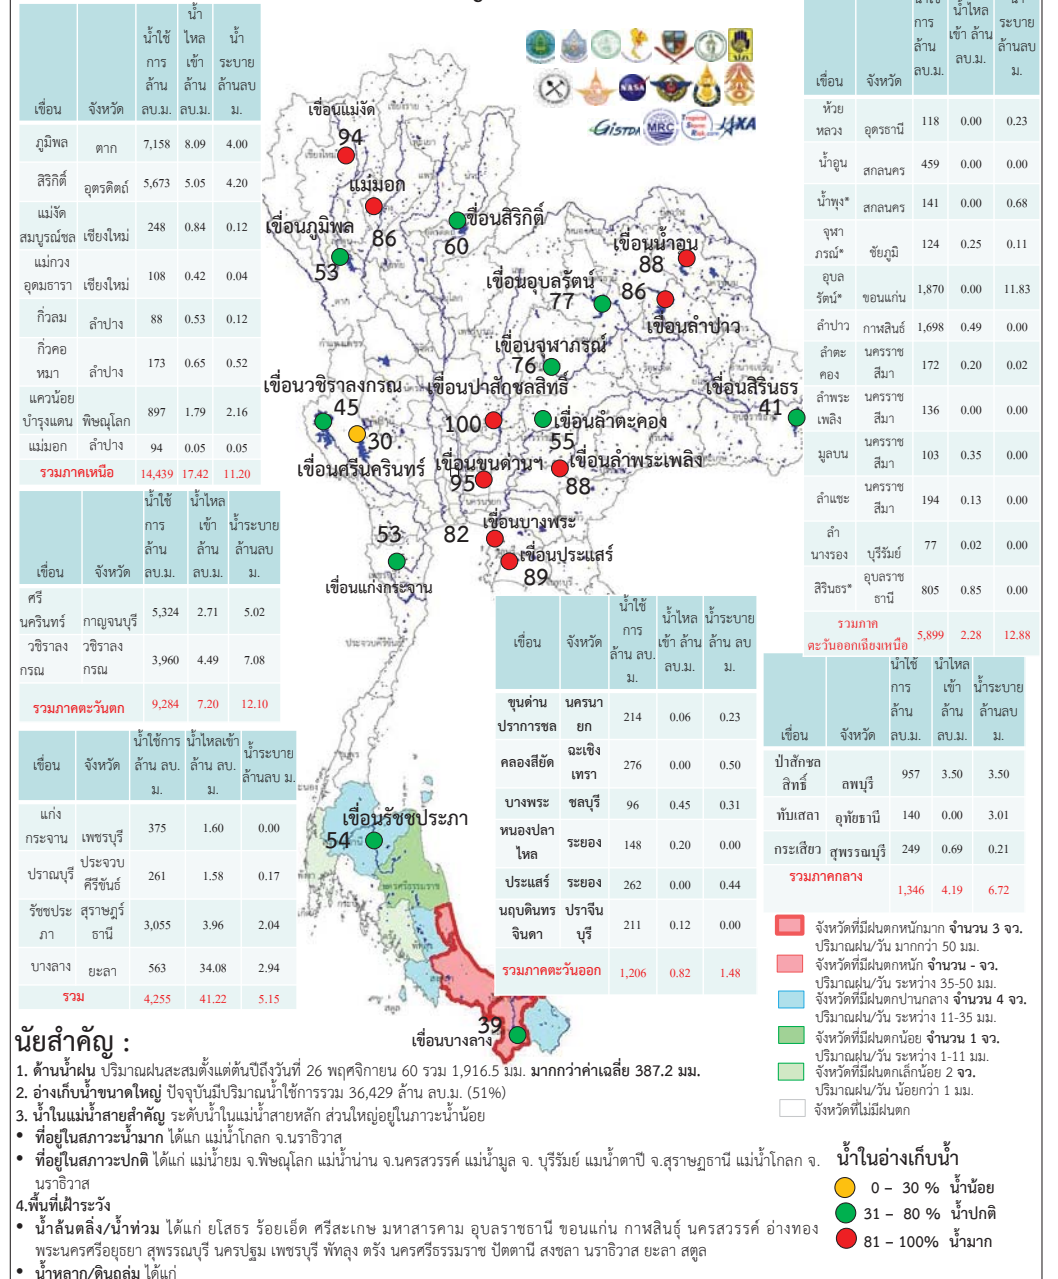 เขื่อน จังหวัด น้ำใช้การ ล้าน ลบ.ม. น้ำไหลเข้า ล้าน ลบ.ม. น้ำระบาย ล้านลบ ม.
ภูมิพล ตาก 7,158 8.09 4.00
สิริกิติ์ อุตรดิตถ์ 5,673 5.05 4.20
แม่งัดสมบูรณ์ชล เชียงใหม่ 248 0.84 0.12
แม่กวงอุดมธารา เชียงใหม่ 108 0.42 0.04
กิ่วลม ลำปาง 88 0.53 0.12
กิ่วคอหมา ลำปาง 173 0.65 0.52
แควน้อยบำรุงแดน พิษณุโลก 897 1.79 2.16
แม่มอก ลำปาง 94 0.05 0.05
รวมภาคเหนือ 14,439 17.42 11.20
เขื่อน จังหวัด น้ำใช้การ ล้าน ลบ.ม. น้ำไหลเข้า ล้าน ลบ.ม. น้ำระบาย ล้านลบ ม.
ศรีนครินทร์ กาญจนบุรี 5,324 2.71 5.02
วชิราลงกรณ วชิราลงกรณ 3,960 4.49 7.08
รวมภาคตะวันตก 9,284 7.20 12.10
เขื่อน จังหวัด น้ำใช้การ ล้าน ลบ. ม. น้ำไหลเข้า ล้าน ลบ. ม. น้ำระบาย ล้านลบ ม.
แก่งกระจาน เพชรบุรี 375 1.60 0.00
ปราณบุรี ประจวบคีรีขันธ์ 261 1.58 0.17
รัชชประภา สุราษฎร์ธานี 3,055 3.96 2.04
บางลาง ยะลา 563 34.08 2.94
รวม 4,255 41.22 5.15
GISTDA MRC Tropical Storm Risk.com JAXA
NASA
เขื่อนแม่งัด
94
แม่มอก
86
ขื่อนสิริกิติ์
60
เขื่อนภูมิพล
53
เขื่อนน้ำอูน
88
เขื่อนอุบลรัตน์
77
86
เขื่อนลำปาว
เขื่อนจุฬาภรณ์
76
เขื่อนวชิราลงกรณ
45
30
เขื่อนศรีนครินทร์
เขื่อนปาสักชลสิทธิ์
100
เขื่อนลำตะคอง
55
เขื่อนสิรินธร
41
เขื่อนขุนด่านฯ
95
เขื่อนลำพระเพลิง
88
53
เขื่อนแก่งกระจาน
82
เขื่อนบางพระ
เขื่อนประแสร์
89
เขื่อนรัชชประภา
54
39
เขื่อนบางลาง
เขื่อน จังหวัด น้ำใช้การ ล้าน ลบ.ม. น้ำไหลเข้า ล้าน ลบ.ม. น้ำระบาย ล้านลบ ม.
ห้วยหลวง อุดรธานี 118 0.00 0.23
น้ำอูน สกลนคร 459 0.00 0.00
น้ำพุง* สกลนคร 141 0.00 0.68
จุฬาภรณ์* ชัยภูมิ 124 0.25 0.11
อุบลรัตน์* ขอนแก่น 1,870 0.00 11.83
ลำปาว กาฬสินธ์ 1,698 0.49 0.00
ลำตะคอง นครราชสีมา 172 0.20 0.02
ลำพระเพลิง นครราชสีมา 136 0.00 0.00
มูลบน นครราชสีมา 103 0.35 0.00
ลำแชะ นครราชสีมา 194 0.13 0.00
ลำนางรอง บุรีรัมย์ 77 0.02 0.00
สิรินธร* อุบลราชธานี 805 0.85 0.00
รวมภาคตะวันออกเฉียงเหนือ 5,899 2.28 12.88
เขื่อน จังหวัด น้ำใช้การ ล้าน ลบ. ม. น้ำไหลเข้า ล้าน ลบ.ม. น้ำระบาย ล้าน ลบ ม.
ขุนด่านปราการชล นครนายก 214 0.06 0.23
คลองสียัด ฉะเชิงเทรา 276 0.00 0.50
บางพระ ชลบุรี 96 0.45 0.31
หนองปลาไหล ระยอง 148 0.20 0.00
ประแสร์ ระยอง 262 0.00 0.44
นฤบดินทรจินดา ปราจีนบุรี 211 0.12 0.00
รวมภาคตะวันออก 1,206 0.82 1.48
เขื่อน จังหวัด น้ำใช้การ ล้าน ลบ.ม. น้ำไหลเข้า ล้าน ลบ.ม. น้ำระบาย ล้านลบ ม.
ป่าสักชลสิทธิ์ ลพบุรี 957 3.50 3.50
ทับเสลา อุทัยธานี 140 0.00 3.01
กระเสียว สุพรรณบุรี 249 0.69 0.21
รวมภาคกลาง 1,346 4.19 6.72
จังหวัดที่มีฝนตกหนักมาก จำนวน 3 จว.
ปริมาณฝน/วัน มากกว่า 50 มม.
จังหวัดที่มีฝนตกหนัก จำนวน - จว.
ปริมาณฝน/วัน ระหว่าง 35-50 มม.
จังหวัดที่มีฝนตกปานกลาง จำนวน 4 จว.
ปริมาณฝน/วัน ระหว่าง 11-35 มม.
จังหวัดที่มีฝนตกน้อย จำนวน 1 จว.
ปริมาณฝน/วัน ระหว่าง 1-11 มม.
จังหวัดที่มีฝนตกเล็กน้อย 2 จว.
ปริมาณฝน/วัน น้อยกว่า 1 มม.
จังหวัดที่ไม่มีฝนตก
นัยสำคัญ :
1. ด้านน้ำฝน ปริมาณฝนสะสมตั้งแต่ต้นปีถึงวันที่ 26 พฤศจิกายน 60 รวม 1,916.5 มม. มากกว่าค่าเฉลี่ย 387.2 มม.
2. อ่างเก็บน้ำขนาดใหญ่ ปัจจุบันมีปริมาณน้ำใช้การรวม 36,429 ล้าน ลบ.ม. (51%)
3. น้ำในแม่น้ำสายสำคัญ ระดับน้ำในแม่น้ำสายหลัก ส่วนใหญ่อยู่ในภาวะน้ำน้อย
• ที่อยู่ในสภาวะน้ำมาก ได้แก่ แม่น้ำโกลก จ.นราธิวาส
• ที่อยู่ในสภาวะปกติ ได้แก่ แม่น้ำยม จ.พิษณุโลก แม่น้ำน่าน จ.นครสวรรค์ แม่น้ำมูล จ. บุรีรัมย์ แมน้ำตาปี จ.สุราษฏธานี แม่น้ำโกลก จ.
นราธิวาส
4.พื้นที่เฝ้าระวัง
• น้ำล้นตลิ่ง/น้ำท่วม ได้แก่ ยโสธร ร้อยเอ็ด ศรีสะเกษ มหาสารคาม อุบลราชธานี ขอนแก่น กาฬสินธุ์ นครสวรรค์ อ่างทอง
พระนครศรีอยุธยา สุพรรณบุรี นครปฐม เพชรบุรี พัทลุง ตรัง นครศรีธรรมราช ปัตตานี สงขลา นราธิวาส ยะลา สตูล
• น้ำหลาก/ดินถล่ม ได้แก่
น้ำในอ่างเก็บน้ำ
0 – 30 % น้ำน้อย
31 – 80 % น้ำปกติ
81 – 100% น้ำมาก